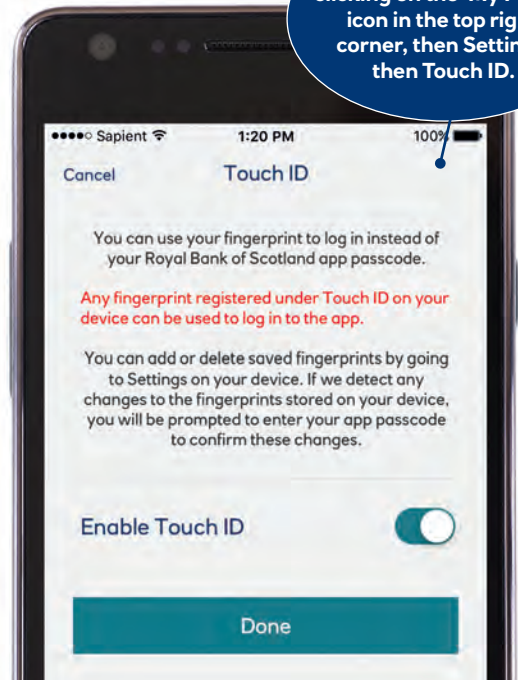 icon in the top
corner, then
then Touch ID.
Sapient
1:20 PM
100%
Cancel
Touch ID
You can use your fingerprint to log in instead of
your Royal Bank of Scotland app passcode.
Any fingerprint registered under Touch ID on your
device can be used to log in to the app.
You can add or delete saved fingerprints by going
to Settings on your device. If we detect any
changes to the fingerprints stored on your device,
you will be prompted to enter your app passcode
to confirm these changes.
Enable Touch ID
Done